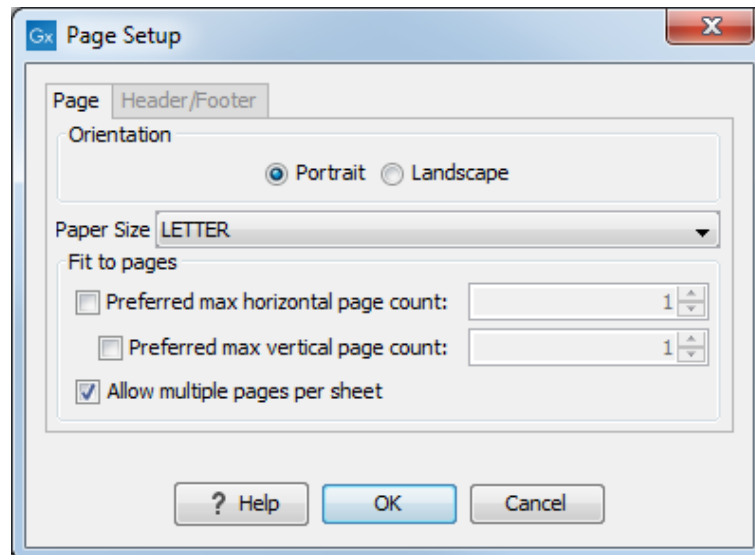 Gx Page Setup
Page Header/Footer
Orientation
Portrait Landscape
Paper Size LETTER
Fit to pages
Preferred max horizontal page count: 1
Preferred max vertical page count: 1
Allow multiple pages per sheet
? Help OK Cancel